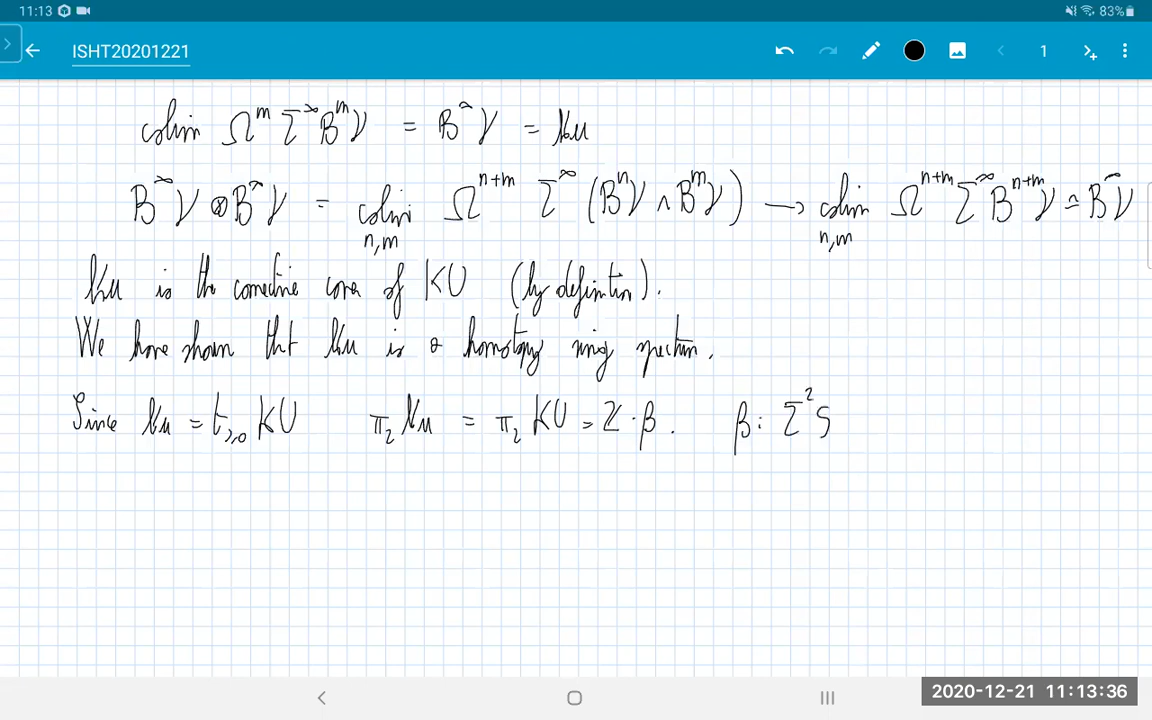 11:13
83%
ISHT20201221
1
colim Ω^m Σ^∞ B^m V = B^∞ V = ku
B^∞ V ⊗ B^∞ V = colim_{n,m} Ω^{n+m} Σ^∞ (B^n V ∧ B^m V) → colim_{n,m} Ω^{n+m} Σ^∞ B^{n+m} V ≃ B^∞ V
ku is the connective cover of KU (by definition).
We have shown that ku is a homotopy ring spectrum.
Since ku = τ_{≥0} KU π_2 ku = π_2 KU = ℤ·β. β: Σ^2 S
2020-12-21 11:13:36